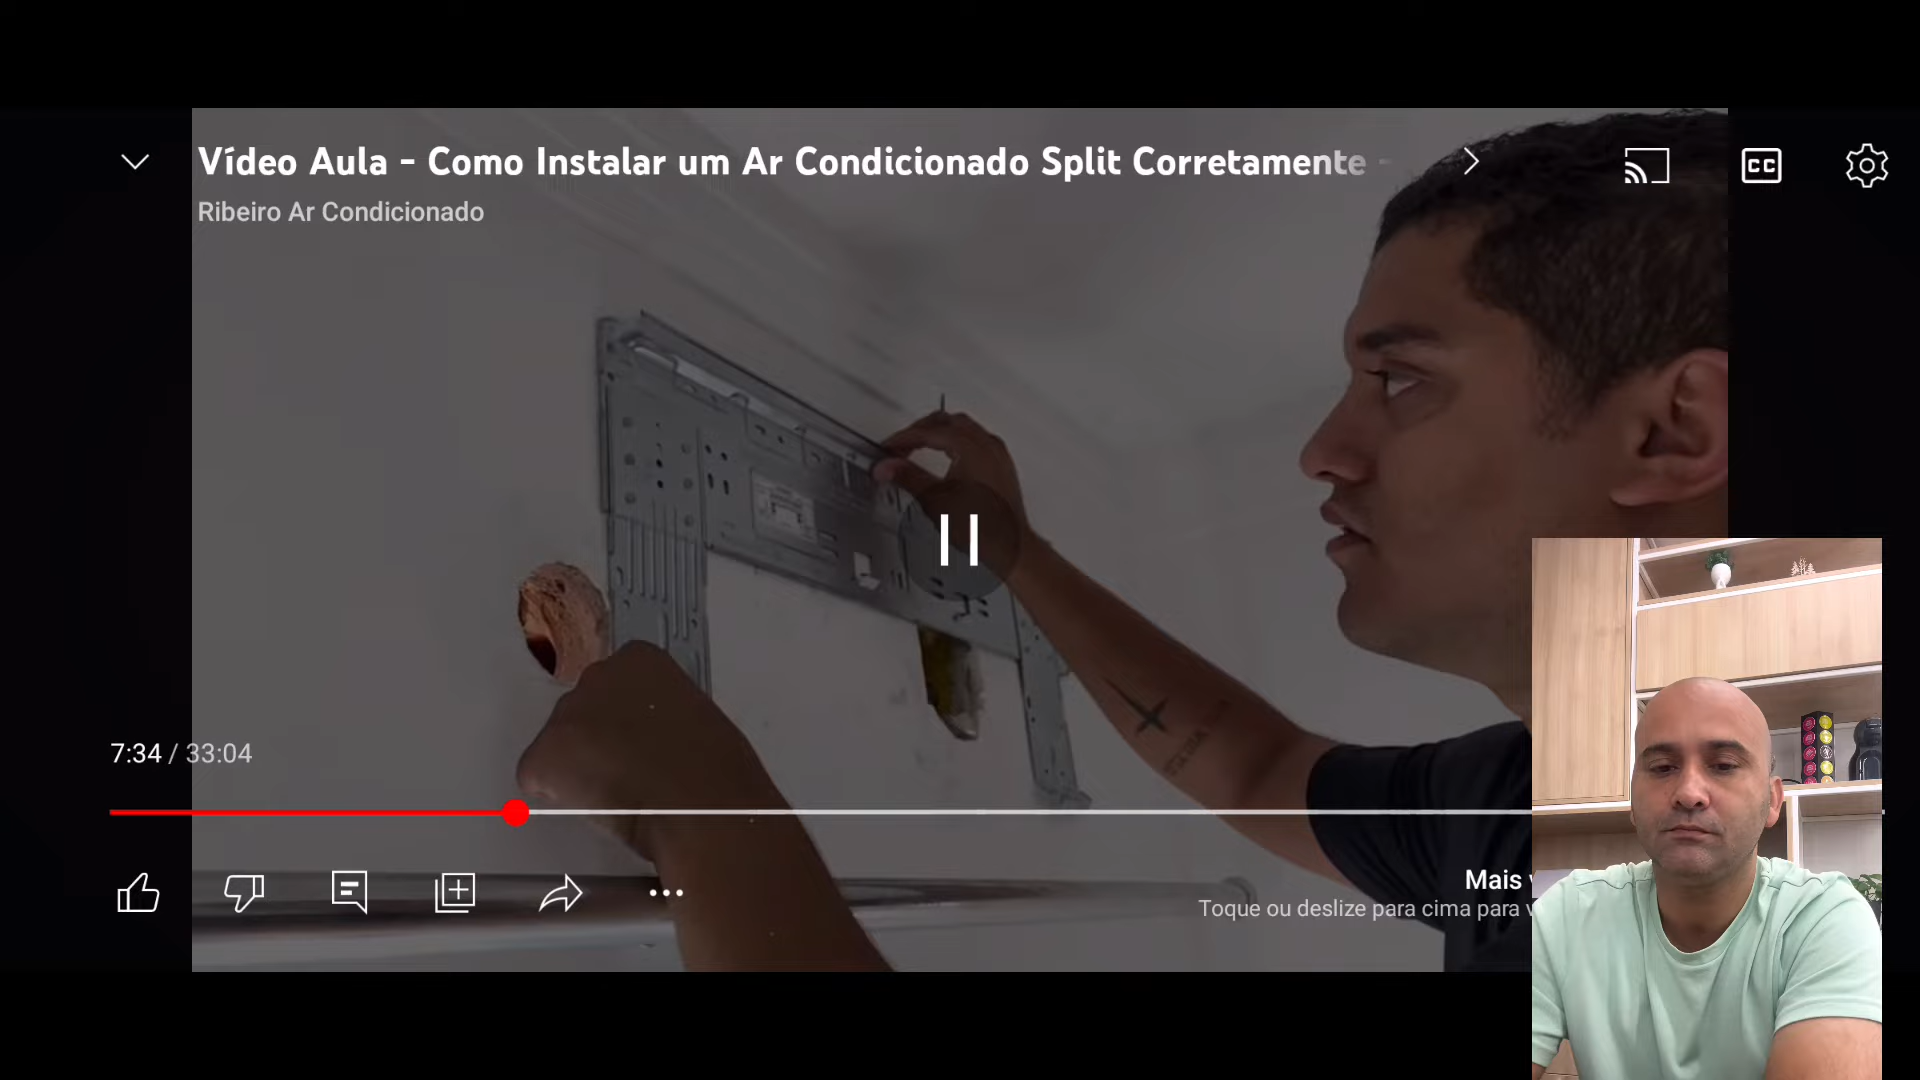 Vídeo Aula - Como Instalar um Ar Condicionado Split Corretamente -
CC
Ribeiro Ar Condicionado
7:34 / 33:04
Mais
Toque ou deslize para cima para